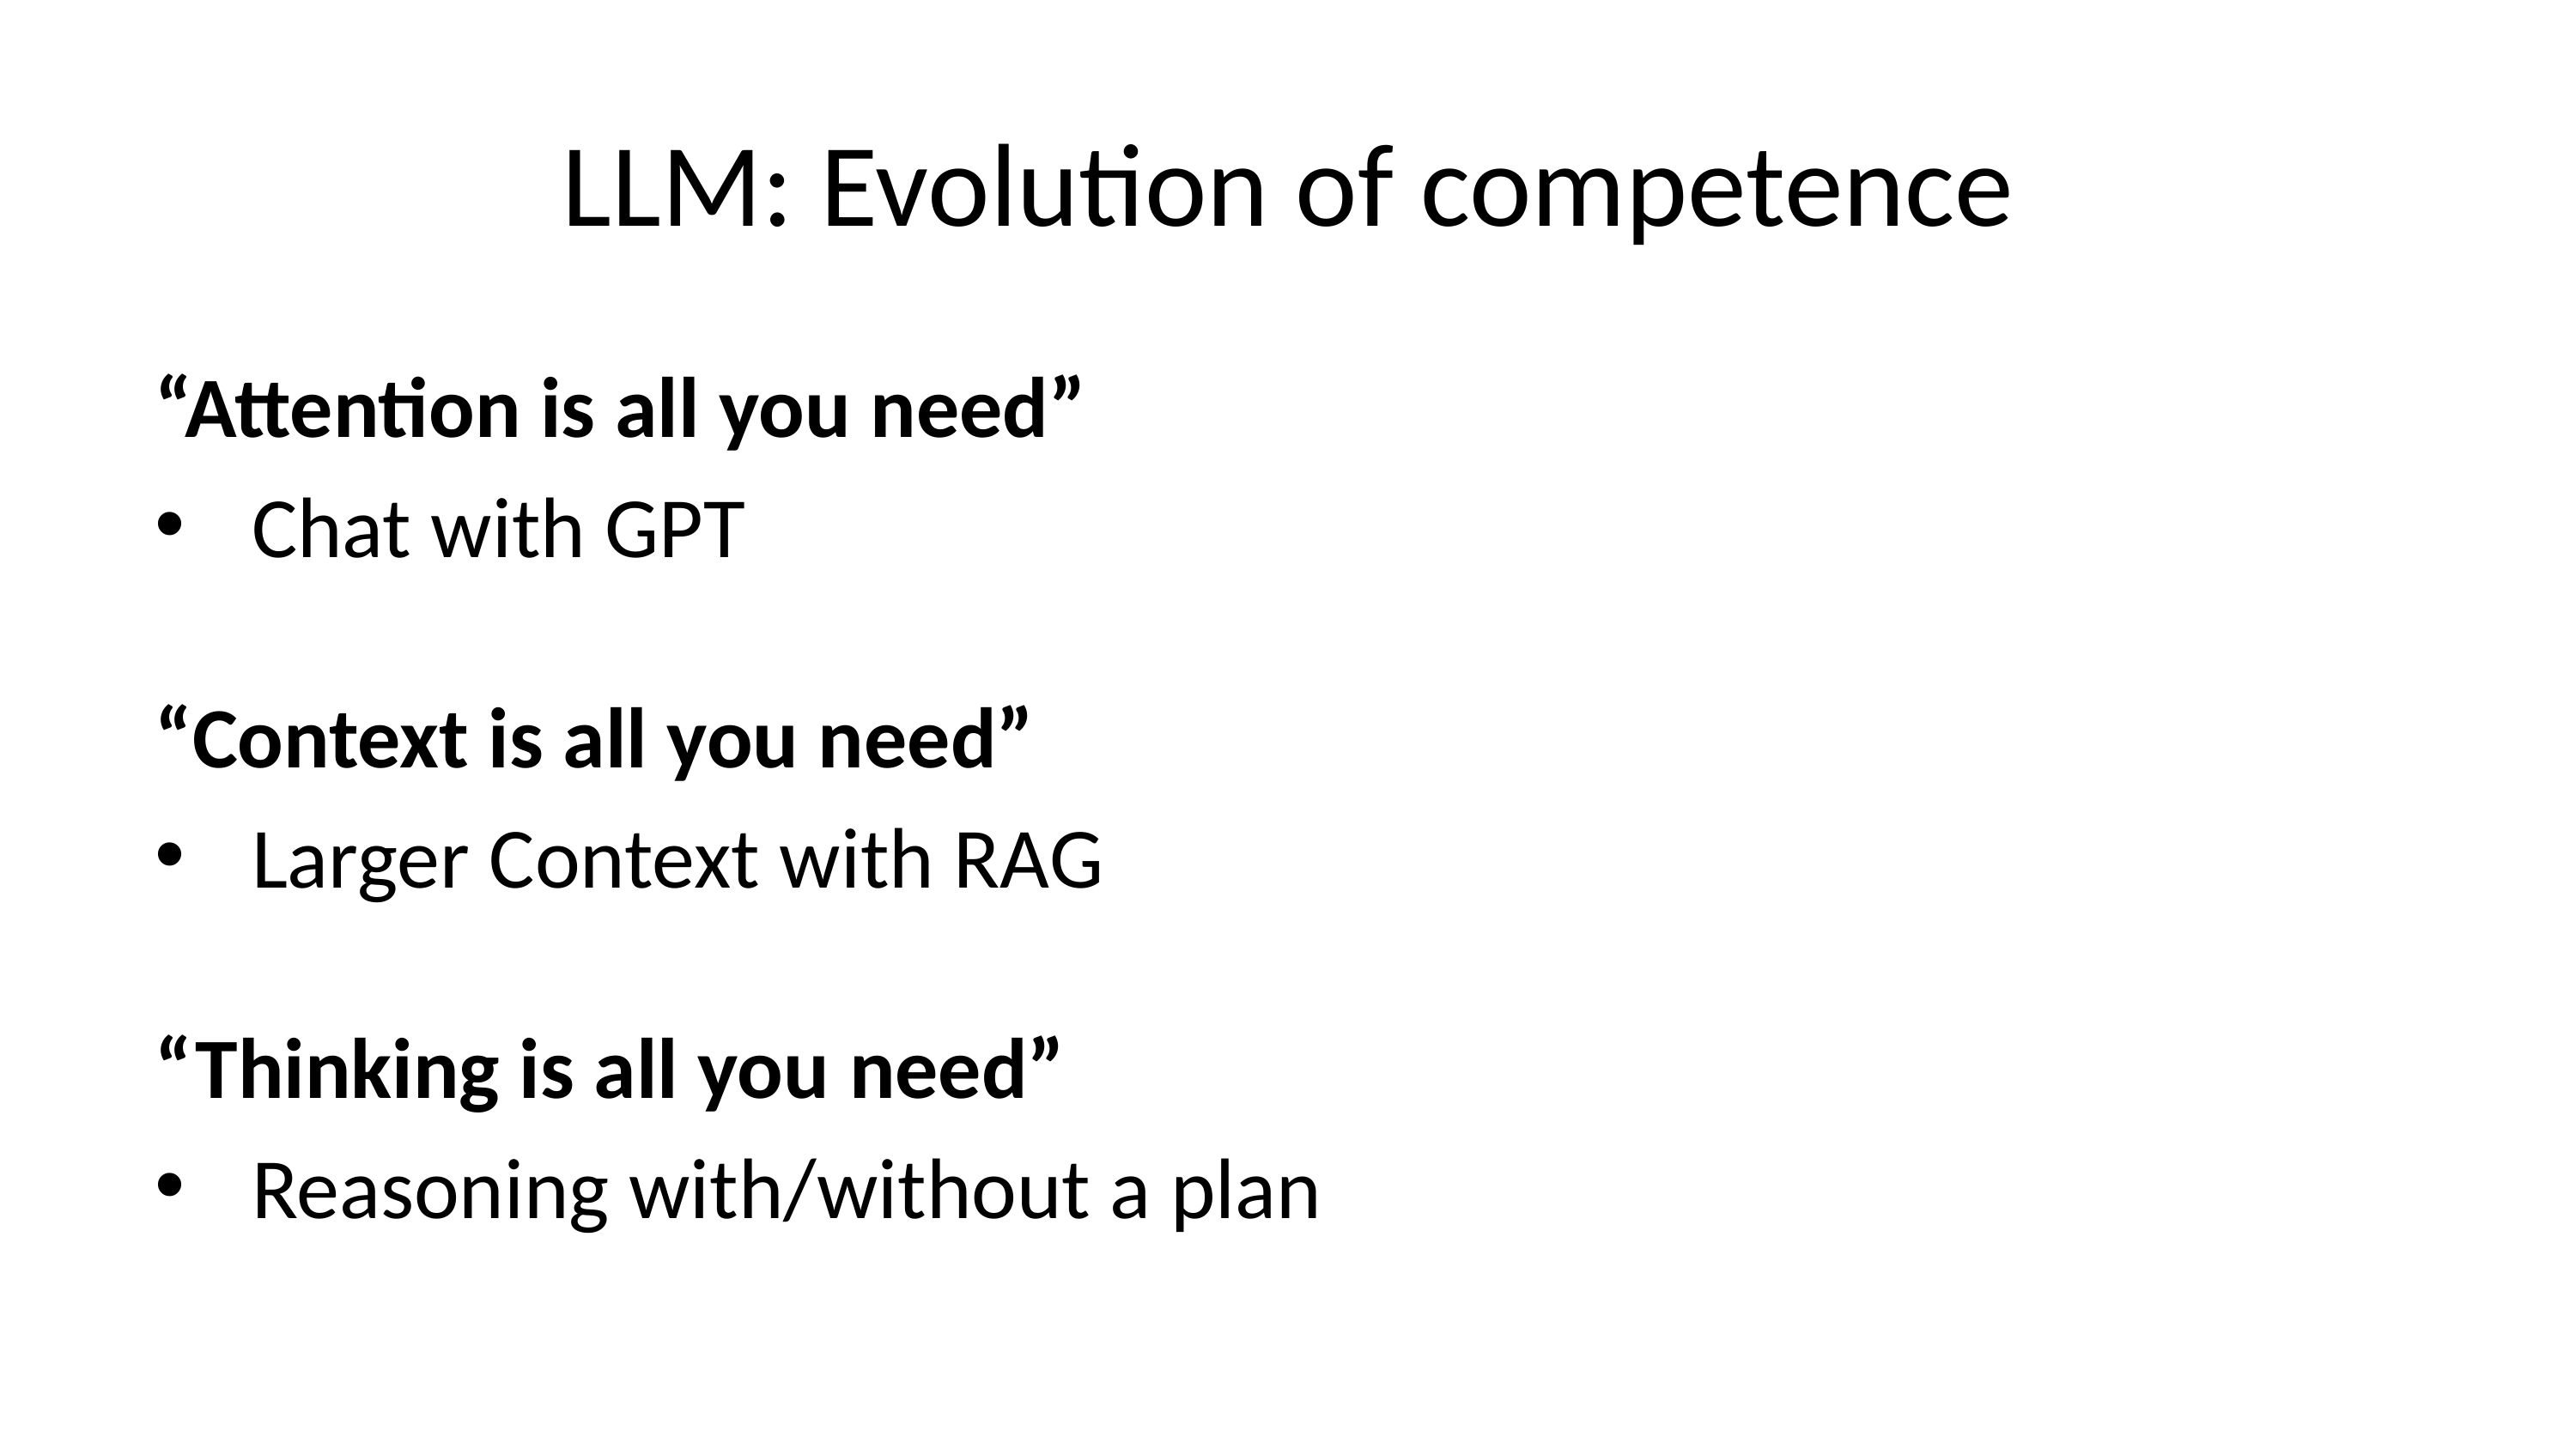 LLM: Evolution of competence
“Attention is all you need”
• Chat with GPT
“Context is all you need”
• Larger Context with RAG
“Thinking is all you need”
• Reasoning with/without a plan